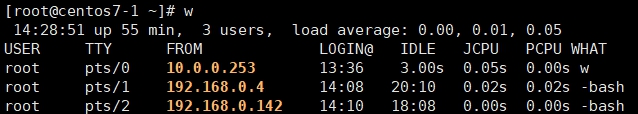 [root@centos7-1 ~]# w
 14:28:51 up 55 min,  3 users,  load average: 0.00, 0.01, 0.05
USER     TTY      FROM             LOGIN@   IDLE   JCPU   PCPU WHAT
root     pts/0    10.0.0.253       13:36    3.00s  0.05s  0.00s w
root     pts/1    192.168.0.4      14:08   20:10   0.02s  0.02s -bash
root     pts/2    192.168.0.142    14:10   18:08   0.00s  0.00s -bash